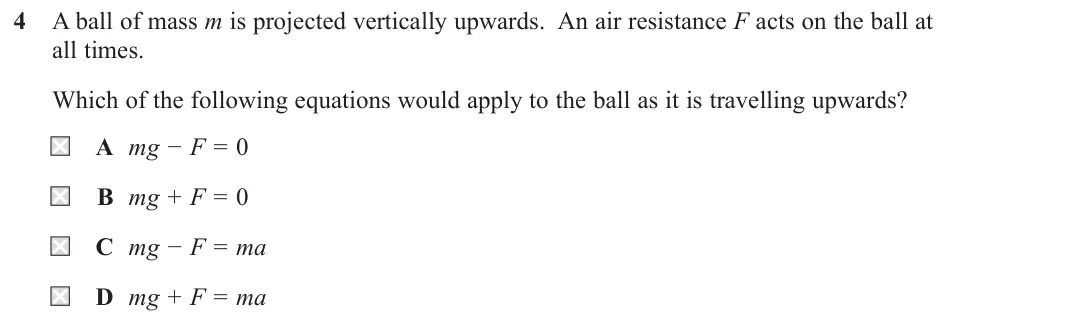 4 A ball of mass m is projected vertically upwards. An air resistance F acts on the ball at
all times.
Which of the following equations would apply to the ball as it is travelling upwards?
A mg − F = 0
B mg + F = 0
C mg − F = ma
D mg + F = ma